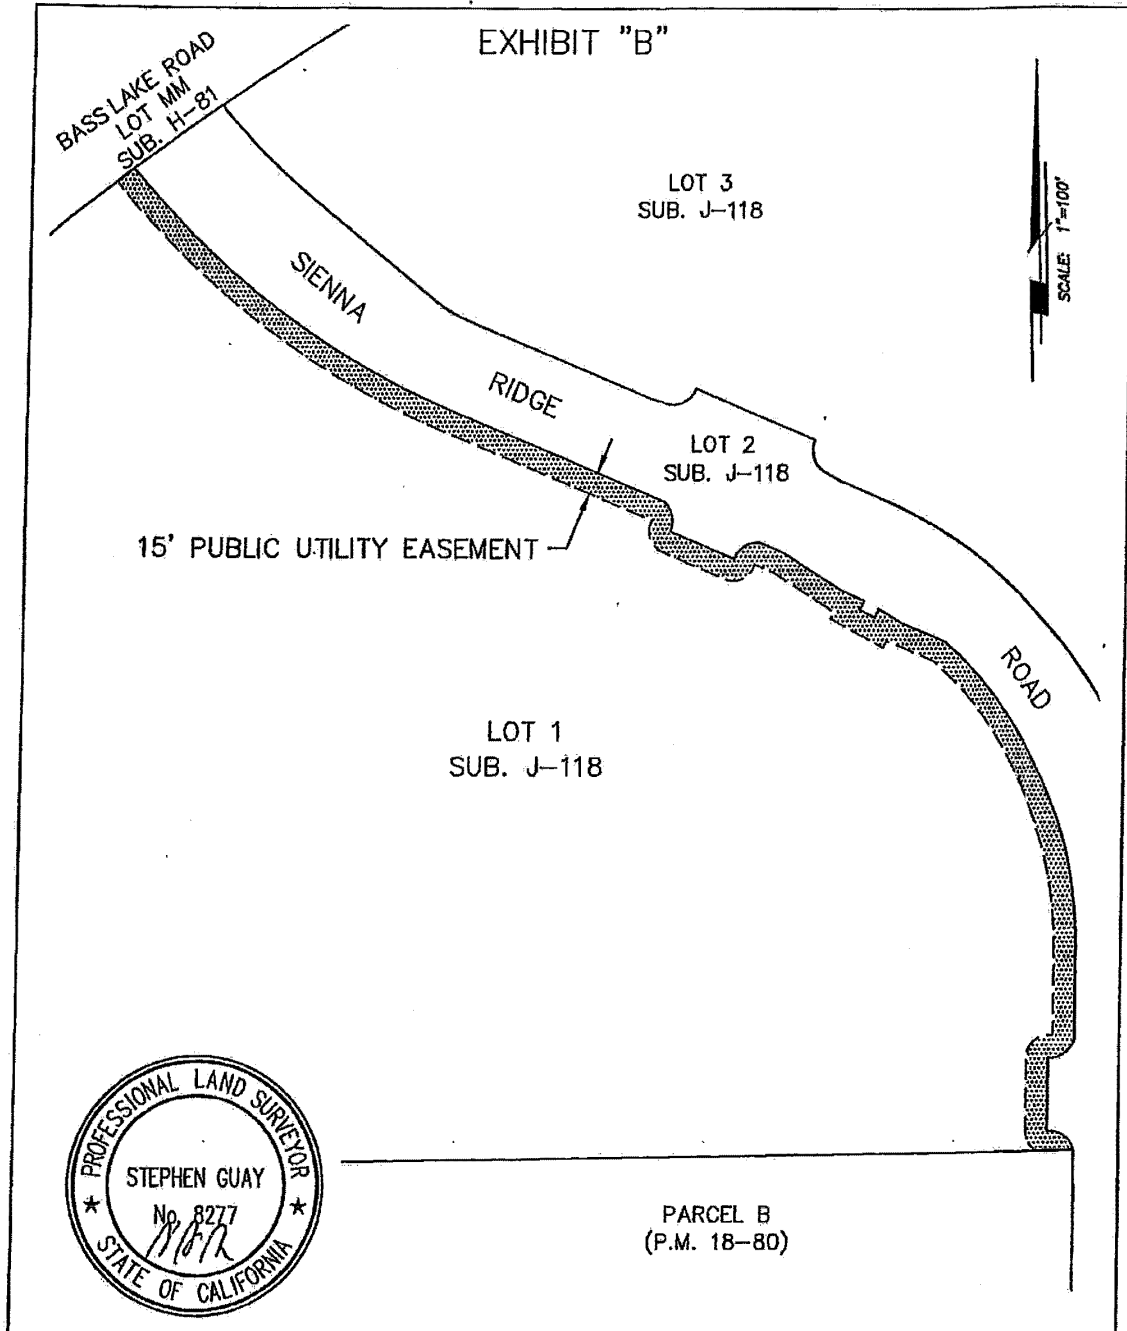 EXHIBIT "B"
BASS LAKE ROAD
LOT MM
SUB. H-81
LOT 3
SUB. J-118
SCALE: 1"=100'
SIENNA
RIDGE
LOT 2
SUB. J-118
15' PUBLIC UTILITY EASEMENT
ROAD
LOT 1
SUB. J-118
PROFESSIONAL LAND SURVEYOR
STEPHEN GUAY
No. 8277
STATE OF CALIFORNIA
PARCEL B
(P.M. 18-80)